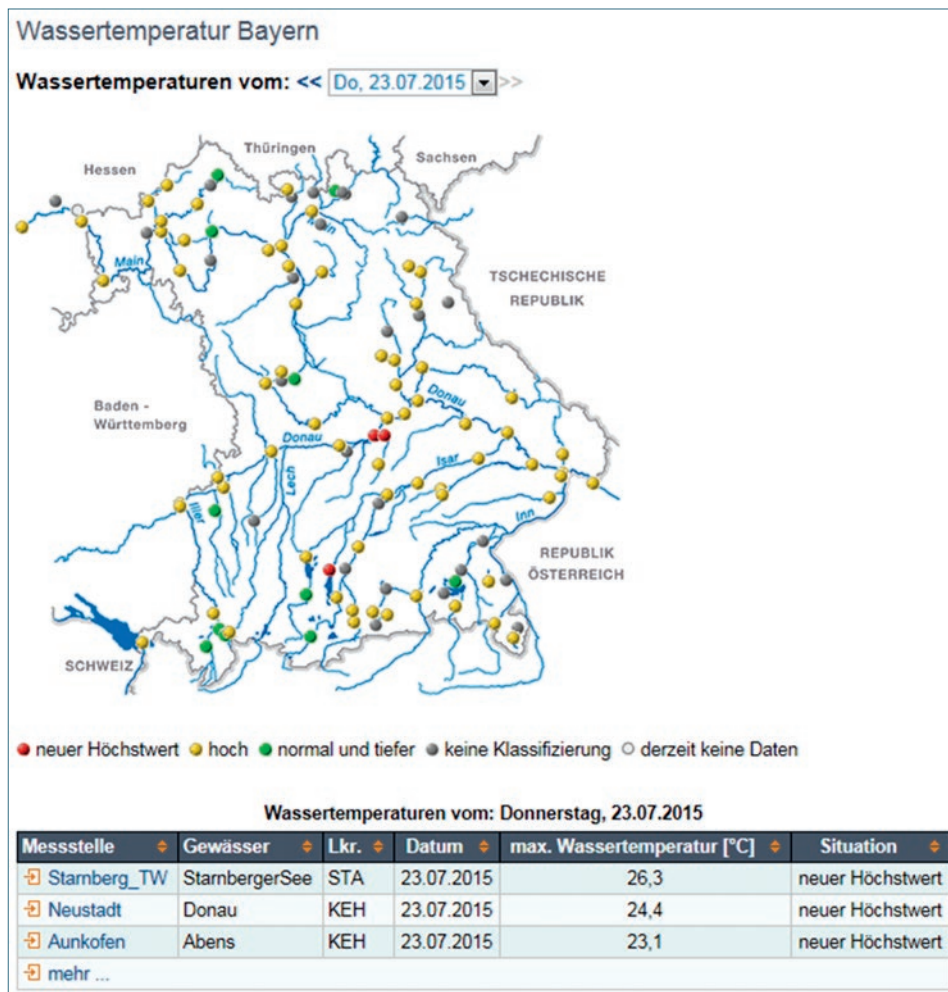 Wassertemperatur Bayern
Wassertemperaturen vom: << Do, 23.07.2015 >>
Thüringen
Hessen
Sachsen
Main
Main
TSCHECHISCHE
REPUBLIK
Baden -
Württemberg
Donau
Donau
Isar
Lech
Iller
Inn
REPUBLIK
ÖSTERREICH
SCHWEIZ
neuer Höchstwert hoch normal und tiefer keine Klassifizierung derzeit keine Daten
Wassertemperaturen vom: Donnerstag, 23.07.2015
Messstelle Gewässer Lkr. Datum max. Wassertemperatur [°C] Situation
Starnberg_TW StarnbergerSee STA 23.07.2015 26,3 neuer Höchstwert
Neustadt Donau KEH 23.07.2015 24,4 neuer Höchstwert
Aunkofen Abens KEH 23.07.2015 23,1 neuer Höchstwert
mehr ...